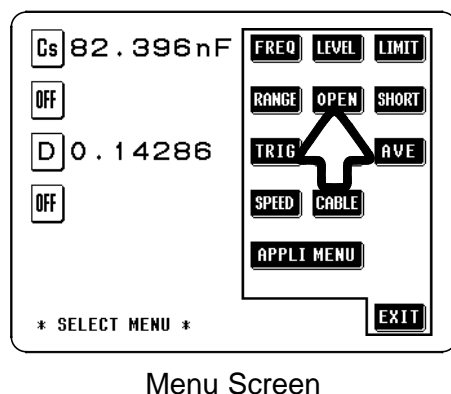 Cs 82.396nF
OFF
D 0.14286
OFF
* SELECT MENU *
FREQ LEVEL LIMIT
RANGE OPEN SHORT
TRIG AVE
SPEED CABLE
APPLI MENU
EXIT
Menu Screen